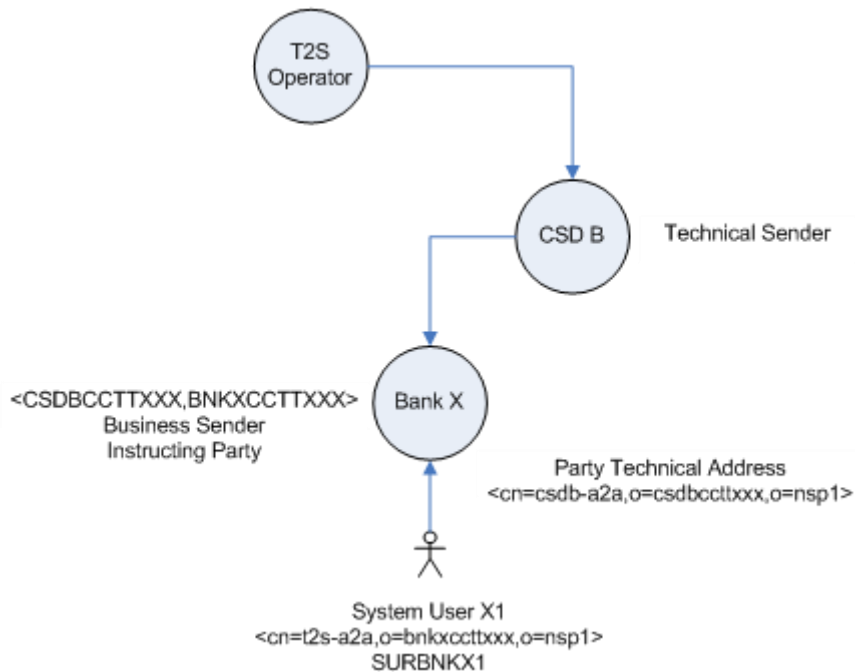 T2S
Operator
CSD B
Technical Sender
<CSDBCCTTXXX,BNKXCCTTXXX>
Business Sender
Instructing Party
Bank X
Party Technical Address
<cn=csdb-a2a,o=csdbccttxxx,o=nsp1>
System User X1
<cn=t2s-a2a,o=bnkxccttxxx,o=nsp1>
SURBNKX1